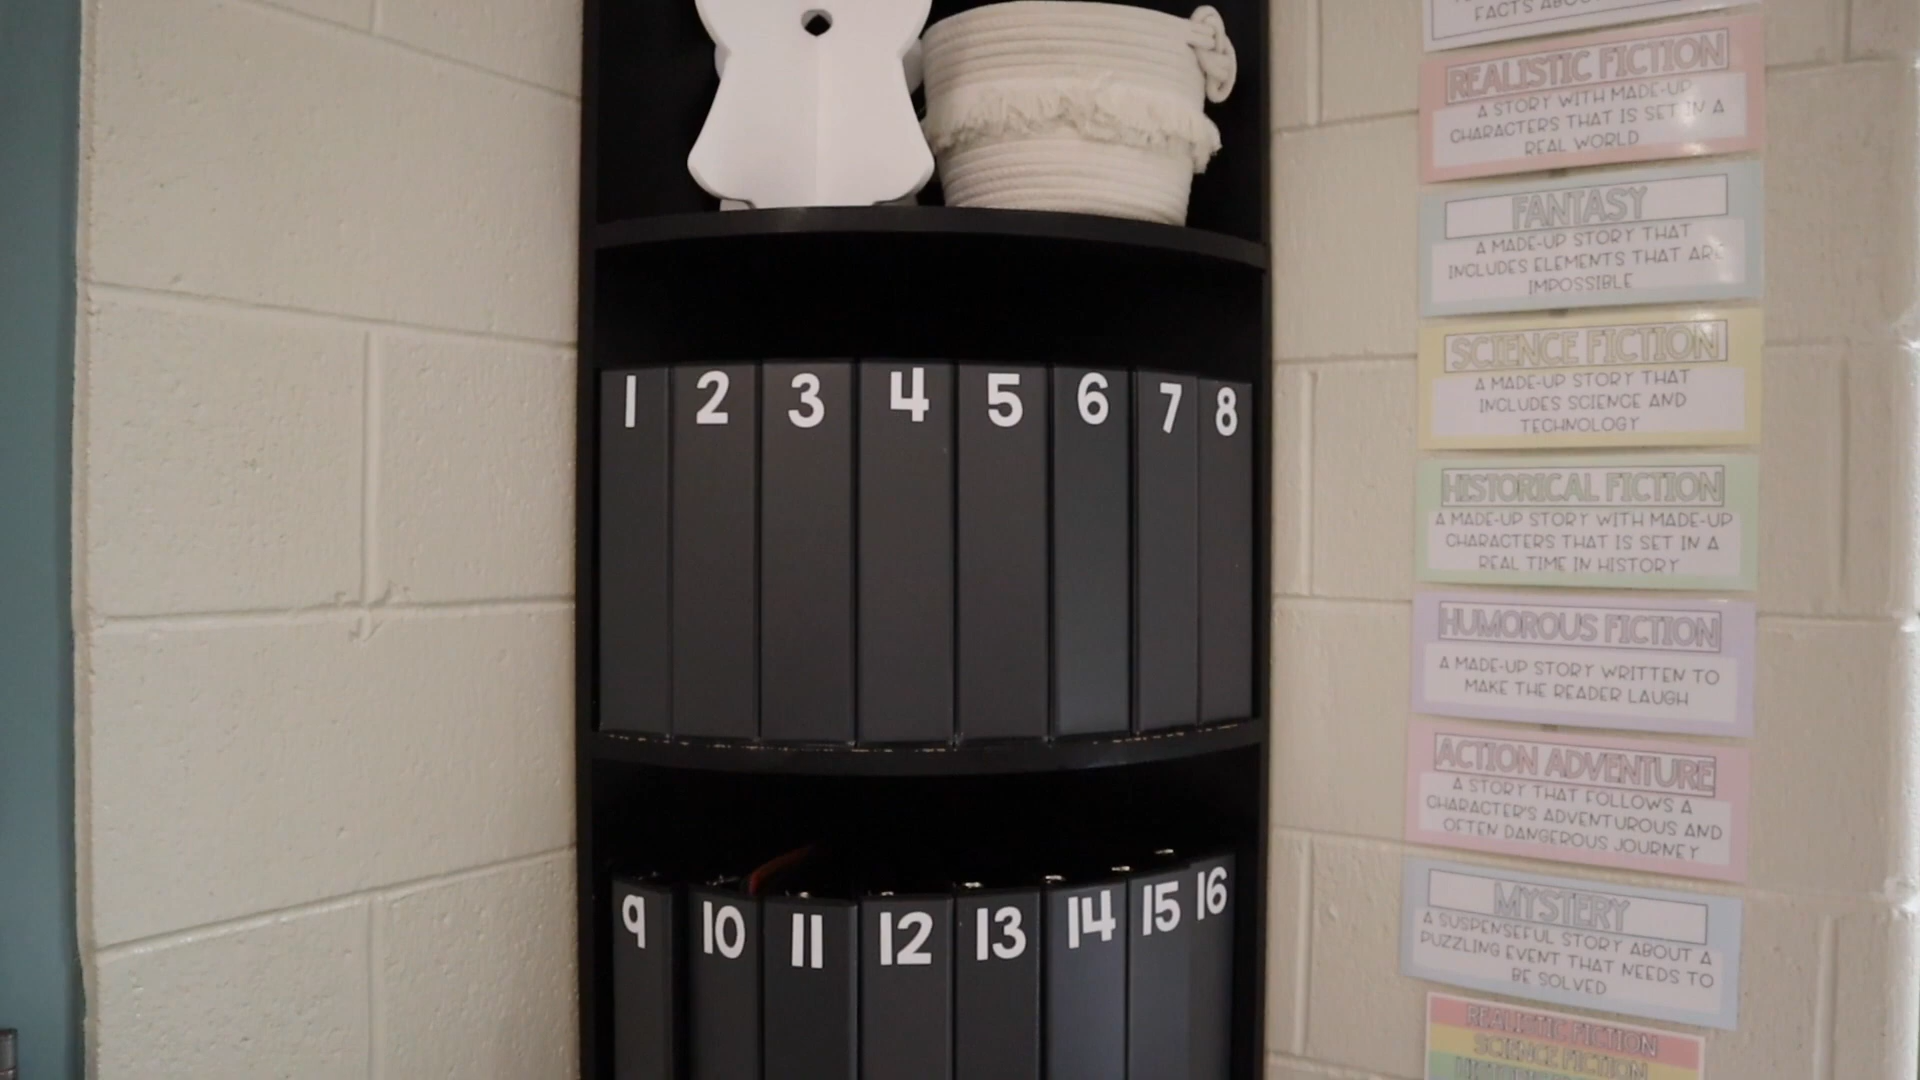 1 2 3 4 5 6 7 8
9 10 11 12 13 14 15 16
REALISTIC FICTION
A STORY WITH MADE-UP
CHARACTERS THAT IS SET IN A
REAL WORLD
FANTASY
A MADE-UP STORY THAT
INCLUDES ELEMENTS THAT ARE
IMPOSSIBLE
SCIENCE FICTION
A MADE-UP STORY THAT
INCLUDES SCIENCE AND
TECHNOLOGY
HISTORICAL FICTION
A MADE-UP STORY WITH MADE-UP
CHARACTERS THAT IS SET IN A
REAL TIME IN HISTORY
HUMOROUS FICTION
A MADE-UP STORY WRITTEN TO
MAKE THE READER LAUGH
ACTION ADVENTURE
A STORY THAT FOLLOWS A
CHARACTER'S ADVENTUROUS AND
OFTEN DANGEROUS JOURNEY
MYSTERY
A SUSPENSEFUL STORY ABOUT A
PUZZLING EVENT THAT NEEDS TO
BE SOLVED
REALISTIC FICTION
SCIENCE FICTION